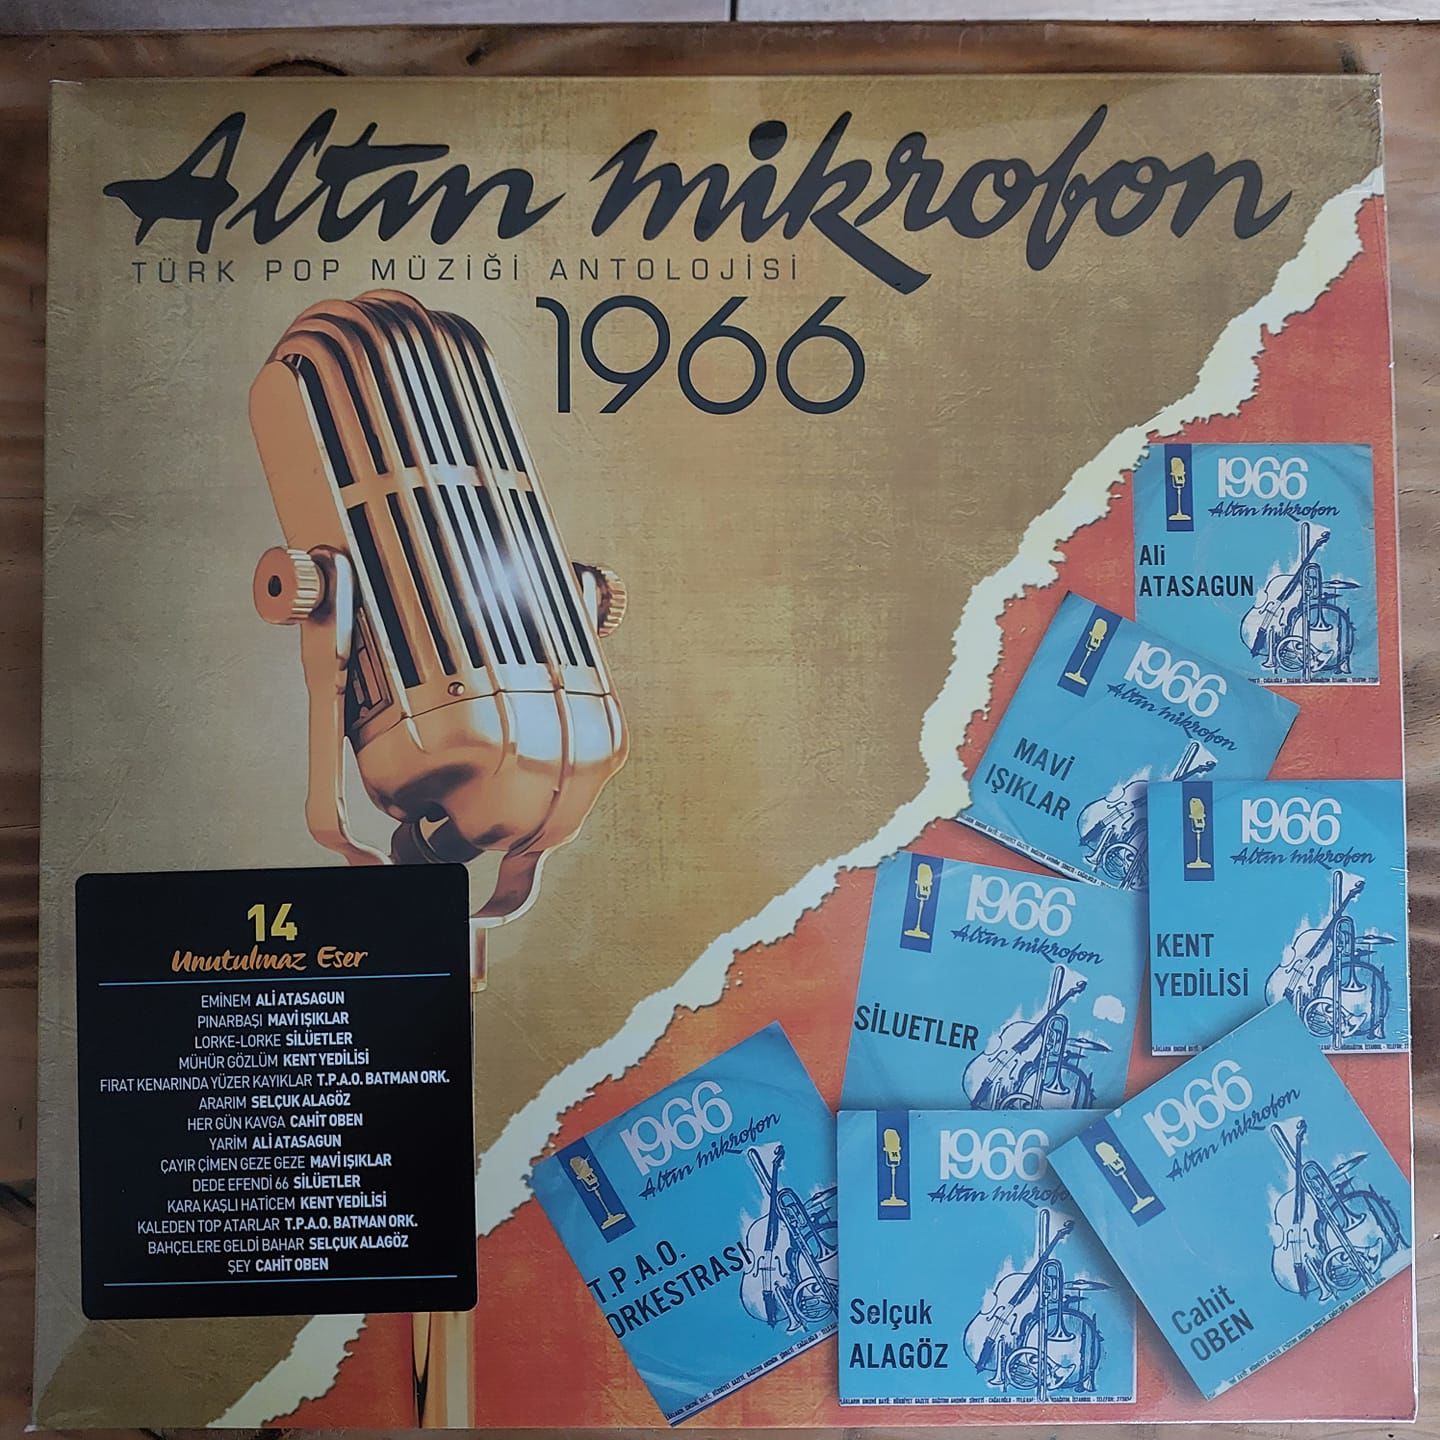 Altın mikrofon
TÜRK POP MÜZİĞİ ANTOLOJİSİ
1966
1966
Altın mikrofon
Ali
ATASAGUN
1966
Altın mikrofon
MAVİ
IŞIKLAR
1966
Altın mikrofon
KENT
YEDİLİSİ
1966
Altın mikrofon
SİLUETLER
1966
Altın mikrofon
T.P.A.O.
ORKESTRASI
1966
Altın mikrofo
Selçuk
ALAGÖZ
1966
Altın mikrofon
Cahit
OBEN
14
Unutulmaz Eser
EMİNEM ALİ ATASAGUN
PINARBAŞI MAVİ IŞIKLAR
LORKE-LORKE SİLÜETLER
MÜHÜR GÖZLÜM KENT YEDİLİSİ
FIRAT KENARINDA YÜZER KAYIKLAR T.P.A.O. BATMAN ORK.
ARARIM SELÇUK ALAGÖZ
HER GÜN KAVGA CAHİT OBEN
YARİM ALİ ATASAGUN
ÇAYIR ÇİMEN GEZE GEZE MAVİ IŞIKLAR
DEDE EFENDİ 66 SİLÜETLER
KARA KAŞLI HATİCEM KENT YEDİLİSİ
KALEDEN TOP ATARLAR T.P.A.O. BATMAN ORK.
BAHÇELERE GELDİ BAHAR SELÇUK ALAGÖZ
ŞEY CAHİT OBEN